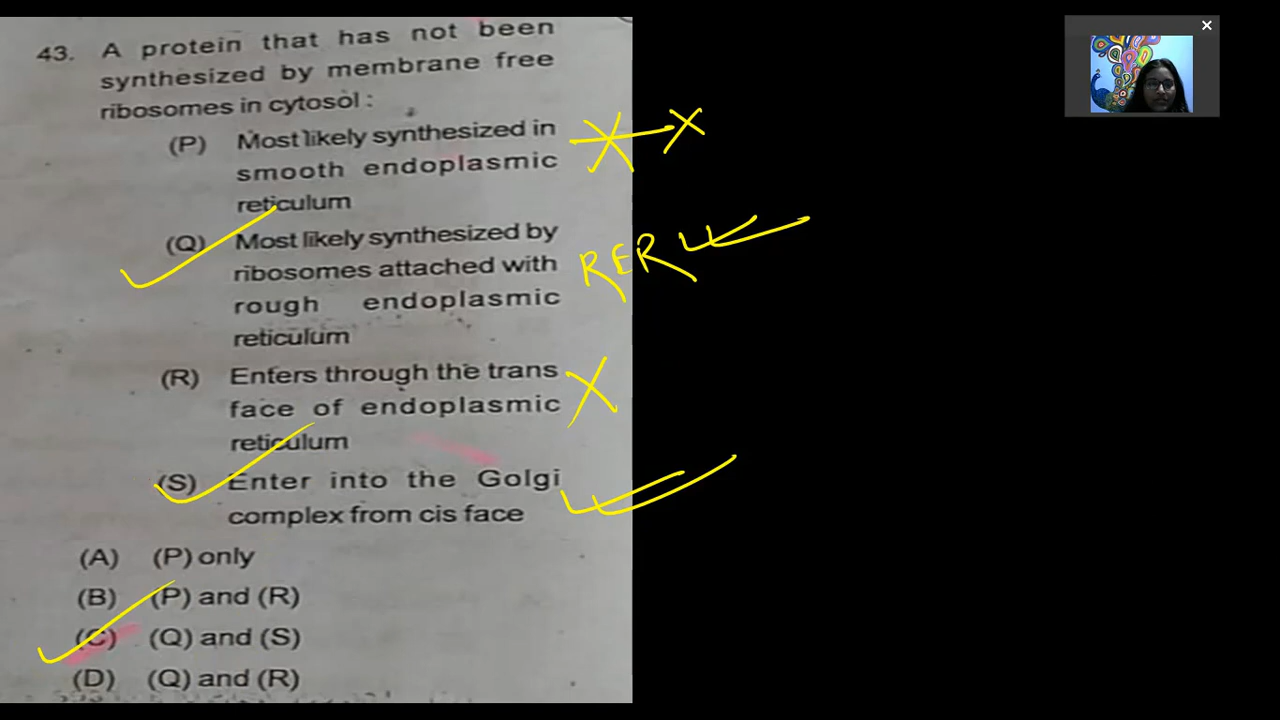 43. A protein that has not been
synthesized by membrane free
ribosomes in cytosol :
(P) Most likely synthesized in
smooth endoplasmic
reticulum
(Q) Most likely synthesized by
ribosomes attached with
rough endoplasmic
reticulum
RER
(R) Enters through the trans
face of endoplasmic
reticulum
(S) Enter into the Golgi
complex from cis face
(A) (P) only
(B) (P) and (R)
(C) (Q) and (S)
(D) (Q) and (R)